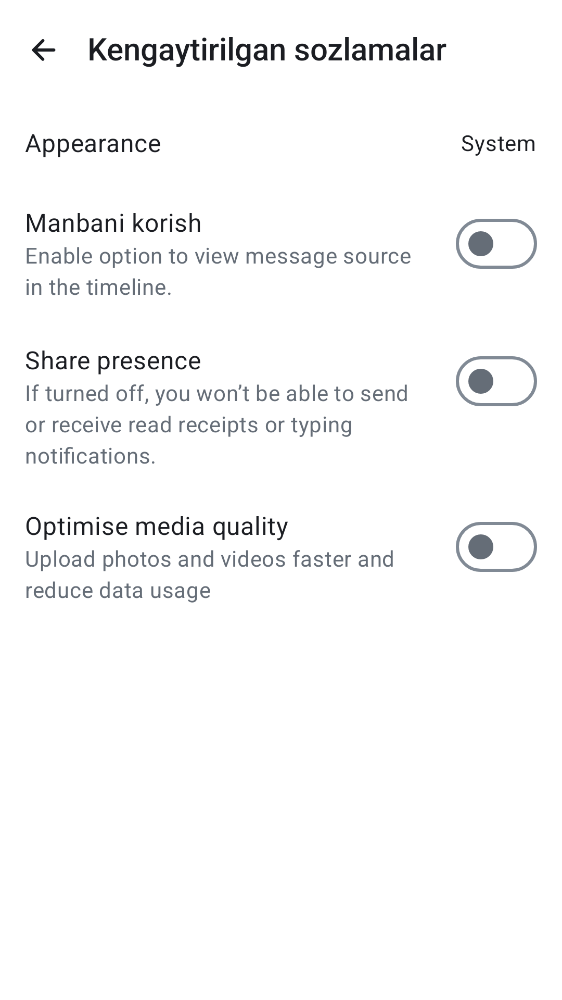 Kengaytirilgan sozlamalar
Appearance
System
Manbani korish
Enable option to view message source
in the timeline.
Share presence
If turned off, you won’t be able to send
or receive read receipts or typing
notifications.
Optimise media quality
Upload photos and videos faster and
reduce data usage